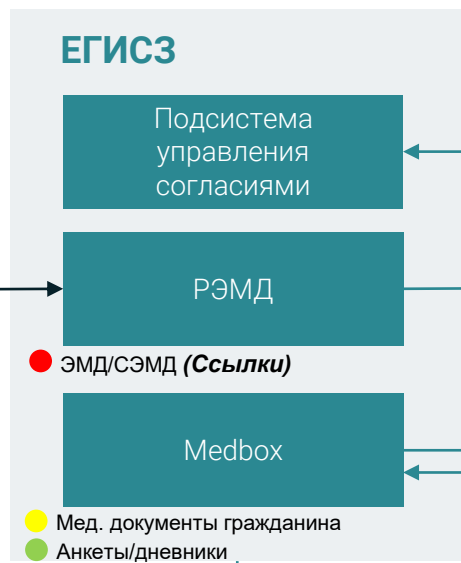 ЕГИСЗ
Подсистема
управления
согласиями
РЭМД
ЭМД/СЭМД (Ссылки)
Medbox
Мед. документы гражданина
Анкеты/дневники